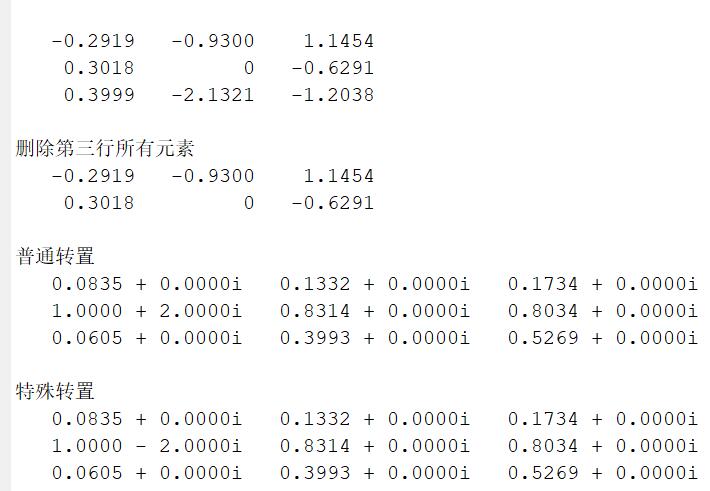 -0.2919 -0.9300 1.1454
0.3018 0 -0.6291
0.3999 -2.1321 -1.2038
删除第三行所有元素
-0.2919 -0.9300 1.1454
0.3018 0 -0.6291
普通转置
0.0835 + 0.0000i 0.1332 + 0.0000i 0.1734 + 0.0000i
1.0000 + 2.0000i 0.8314 + 0.0000i 0.8034 + 0.0000i
0.0605 + 0.0000i 0.3993 + 0.0000i 0.5269 + 0.0000i
特殊转置
0.0835 + 0.0000i 0.1332 + 0.0000i 0.1734 + 0.0000i
1.0000 - 2.0000i 0.8314 + 0.0000i 0.8034 + 0.0000i
0.0605 + 0.0000i 0.3993 + 0.0000i 0.5269 + 0.0000i